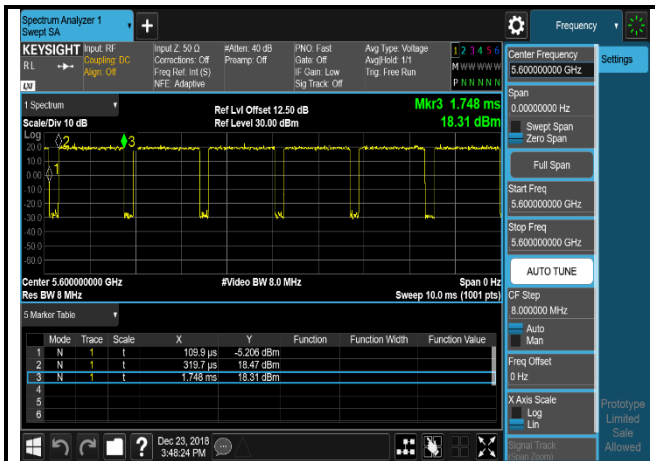 Spectrum Analyzer 1
Swept SA
+
Frequency
KEYSIGHT
RL
LXI
Input: RF
Coupling: DC
Align: Off
Input Z: 50 Ω
Corrections: Off
Freq Ref: Int (S)
NFE: Adaptive
#Atten: 40 dB
Preamp: Off
PNO: Fast
Gate: Off
IF Gain: Low
Sig Track: Off
Avg Type: Voltage
Avg|Hold: 1/1
Trig: Free Run
1 2 3 4 5 6
M W W W W W
P N N N N N
1 Spectrum
Scale/Div 10 dB
Ref Lvl Offset 12.50 dB
Ref Level 30.00 dBm
Mkr3 1.748 ms
18.31 dBm
Log
20.0
10.0
0.00
-10.0
-20.0
-30.0
-40.0
-50.0
-60.0
1
2
3
Center 5.600000000 GHz
Res BW 8 MHz
#Video BW 8.0 MHz
Span 0 Hz
Sweep 10.0 ms (1001 pts)
5 Marker Table
Mode Trace Scale X Y Function Function Width Function Value
1 N 1 t 109.9 µs -5.206 dBm
2 N 1 t 319.7 µs 18.47 dBm
3 N 1 t 1.748 ms 18.31 dBm
4
5
6
?
Dec 23, 2018
3:48:24 PM
Center Frequency
5.600000000 GHz
Span
0.00000000 Hz
Swept Span
Zero Span
Full Span
Start Freq
5.600000000 GHz
Stop Freq
5.600000000 GHz
AUTO TUNE
CF Step
8.000000 MHz
Auto
Man
Freq Offset
0 Hz
X Axis Scale
Log
Lin
Signal Track
(Span Zoom)
Settings
Prototype
Limited
Sale
Allowed